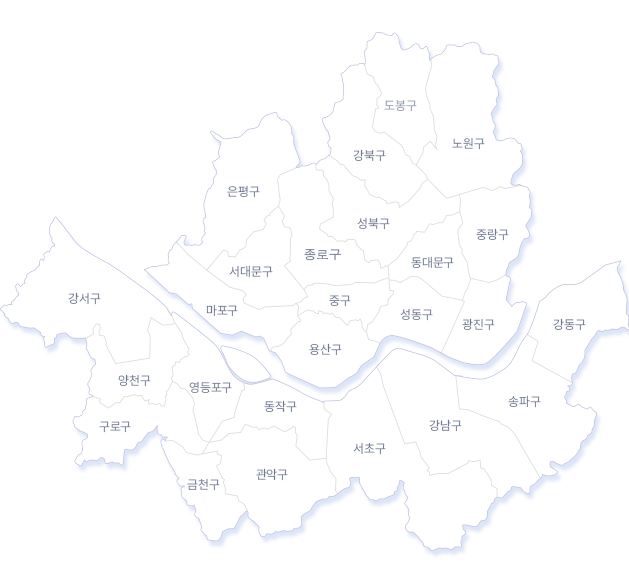 도봉구
노원구
강북구
은평구
성북구
중랑구
종로구
동대문구
서대문구
강서구
중구
마포구
성동구
광진구
강동구
용산구
양천구
영등포구
송파구
동작구
구로구
강남구
서초구
관악구
금천구